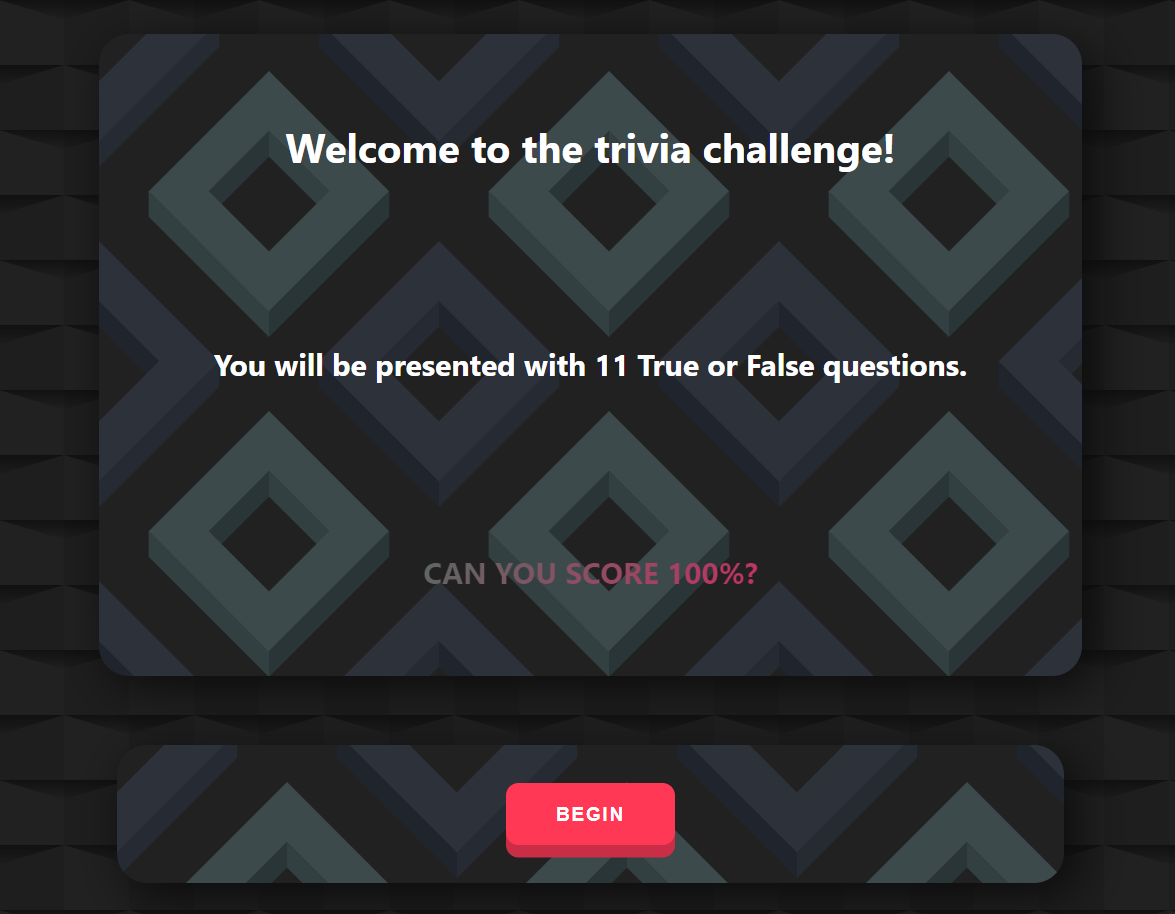 Welcome to the trivia challenge!
You will be presented with 11 True or False questions.
CAN YOU SCORE 100%?
BEGIN